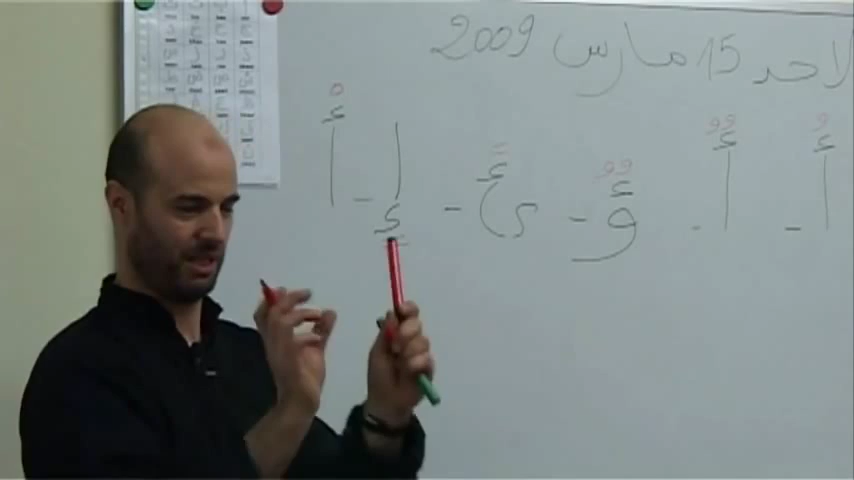 لاحد 15 مارس 2009
أُ - أٌ - ؤٌ - ئً - إٍ - أْ